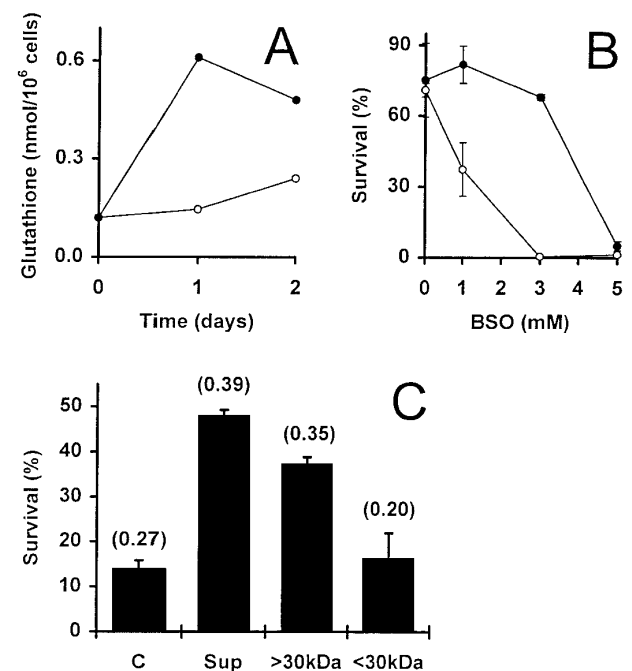 A
Glutathione (nmol/10⁶ cells)
0.6
0.3
0.0
0 1 2
Time (days)
B
Survival (%)
90
60
30
0
0 1 2 3 4 5
BSO (mM)
C
Survival (%)
50
40
30
20
10
0
(0.27)
(0.39)
(0.35)
(0.20)
C Sup >30kDa <30kDa